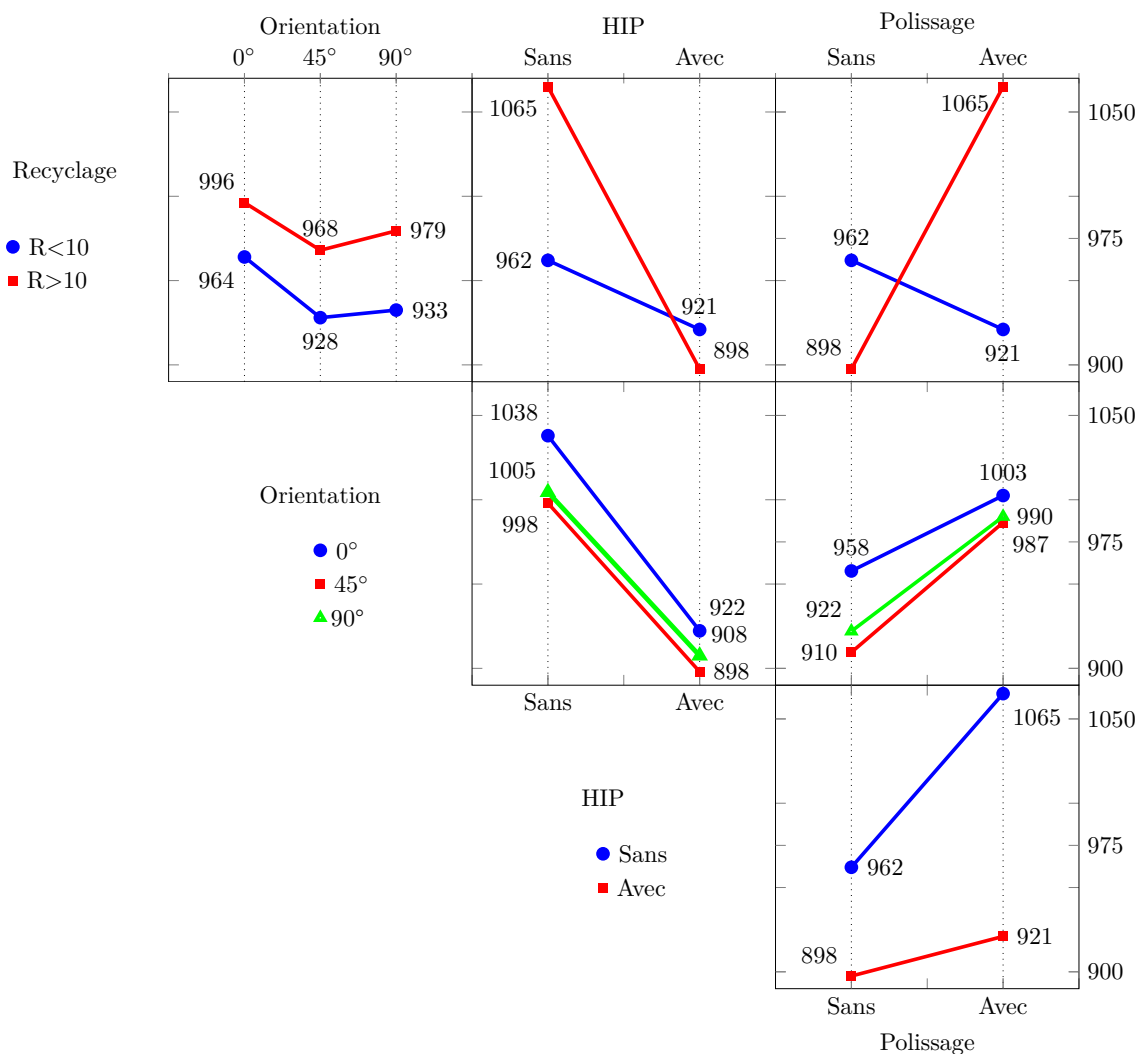 Orientation HIP Polissage
0° 45° 90° Sans Avec Sans Avec
1065 1065 1050
Recyclage
996
968 979
R<10
R>10
964
928
933
962
921
898
962
898
921
975
900
1038
1005
998
922
908
898
1050
1003
990
987
958
922
910
975
900
Orientation
0°
45°
90°
Sans Avec
1065
1050
HIP
Sans
Avec
962
975
898
921
900
Sans Avec
Polissage